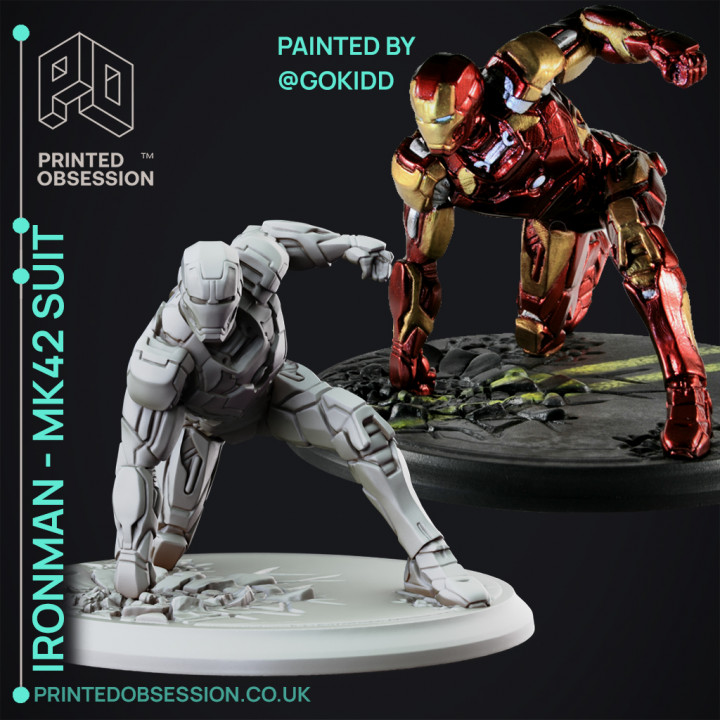 PAINTED BY
@GOKIDD
PRINTED ™
OBSESSION
IRONMAN - MK42 SUIT
PRINTEDOBSESSION.CO.UK